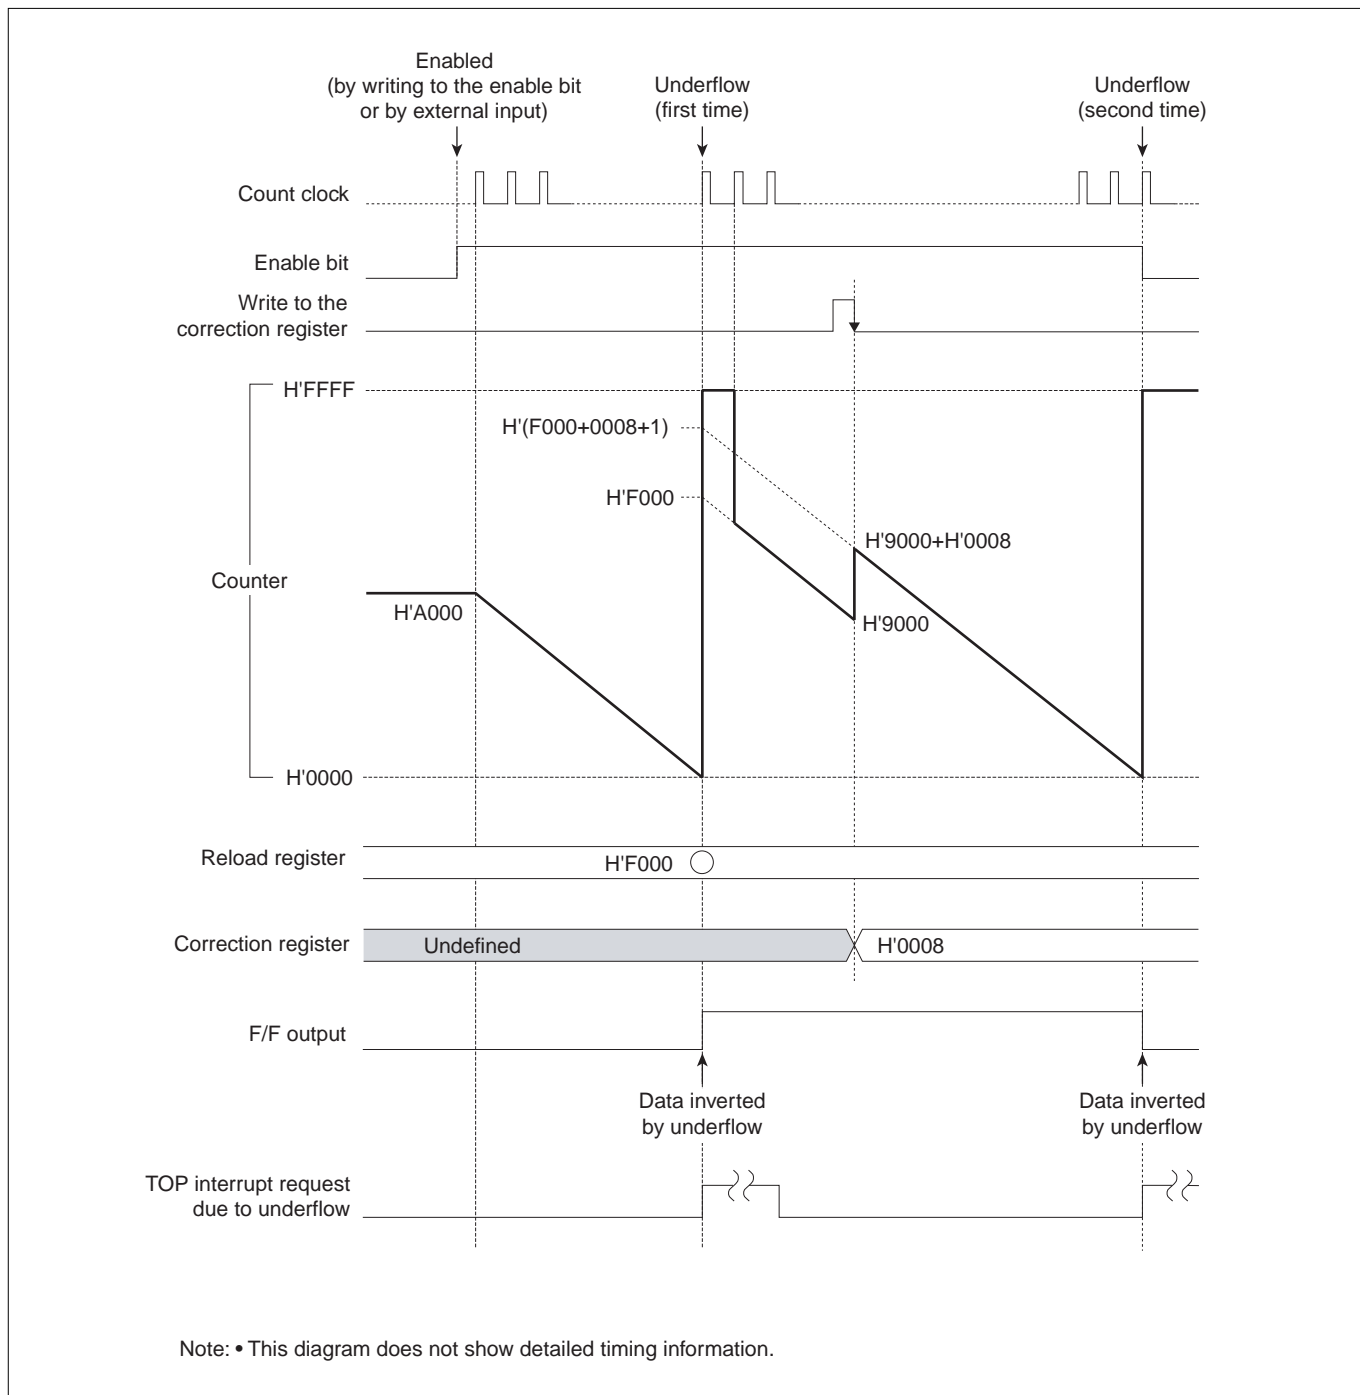 Enabled
(by writing to the enable bit
or by external input)
Underflow
(first time)
Underflow
(second time)
Count clock
Enable bit
Write to the
correction register
H'FFFF
H'(F000+0008+1)
H'F000
H'9000+H'0008
Counter
H'A000
H'9000
H'0000
Reload register
H'F000
Correction register
Undefined
H'0008
F/F output
Data inverted
by underflow
Data inverted
by underflow
TOP interrupt request
due to underflow
Note: • This diagram does not show detailed timing information.